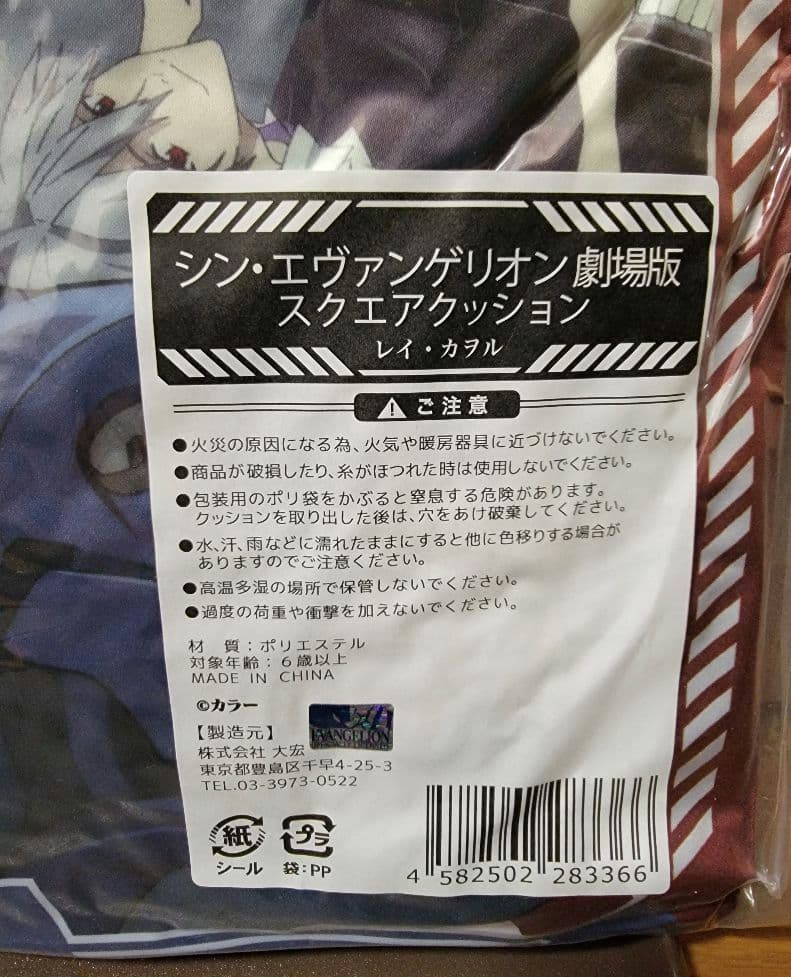 シン・エヴァンゲリオン劇場版
スクエアクッション
レイ・カヲル
ご注意
●火災の原因になる為、火気や暖房器具に近づけないでください。
●商品が破損したり、糸がほつれた時は使用しないでください。
●包装用のポリ袋をかぶると窒息する危険があります。
クッションを取り出した後は、穴をあけ破棄してください。
●水、汗、雨などに濡れたままにすると他に色移りする場合が
ありますのでご注意ください。
●高温多湿の場所で保管しないでください。
●過度の荷重や衝撃を加えないでください。
材　質：ポリエステル
対象年齢：6歳以上
MADE IN CHINA
©カラー
EVANGELION
【製造元】
株式会社 大宏
東京都豊島区千早4-25-3
TEL.03-3973-0522
紙 プラ
シール 袋:PP
4 582502 283366